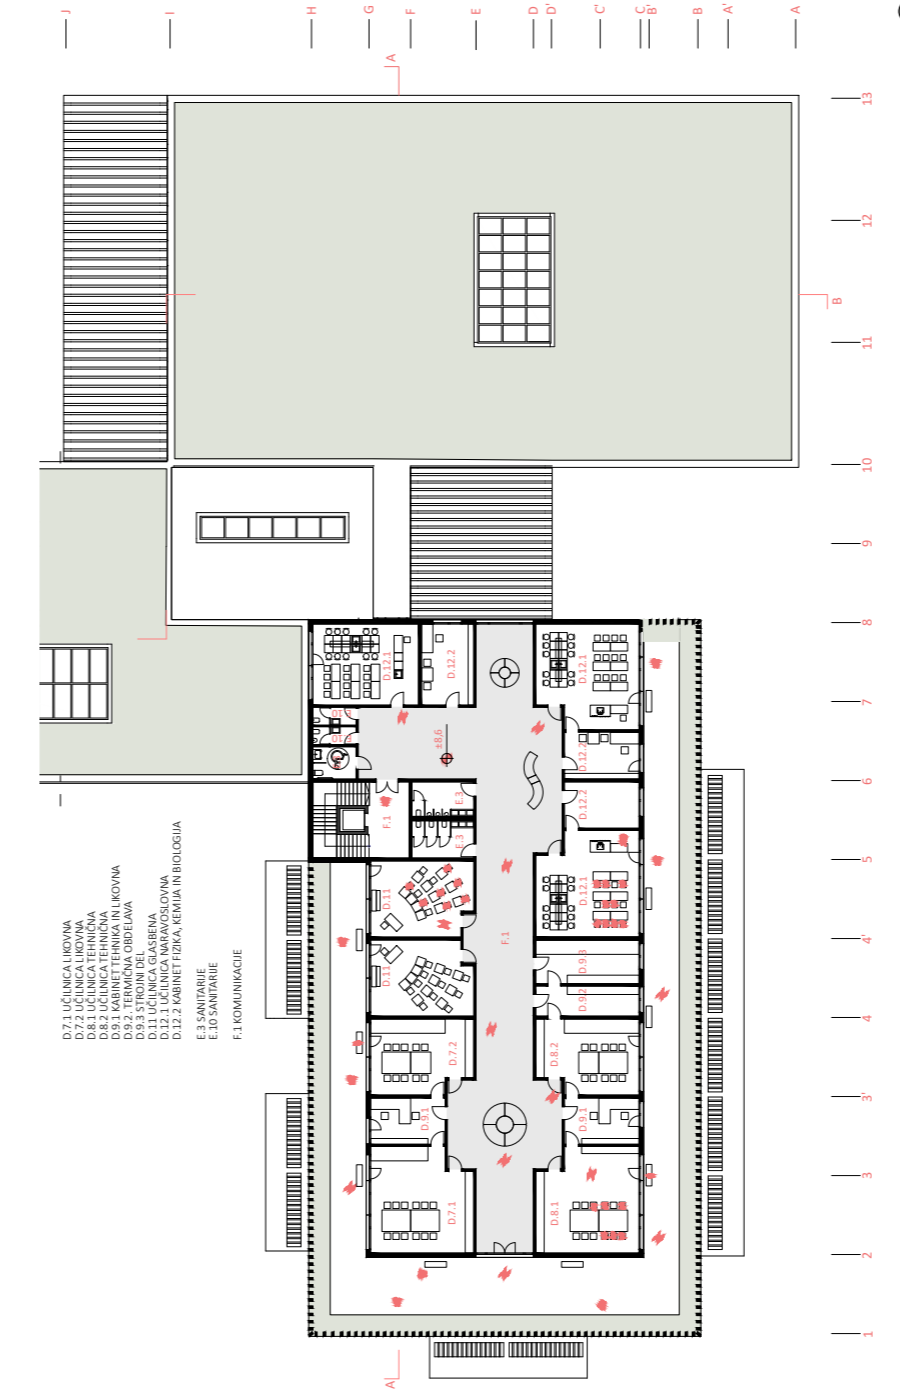 J
I
H
G
F
E
D
D'
C'
C
B'
B
A'
A
A
13
12
B
11
10
9
8
D.12.1
D.12.2
D.12.1
7
E.10
E.10
±8,6
D.12.2
6
F.1
E.3
E.3
D.12.2
5
D.11
D.12.1
F.1
4'
D.11
D.9.3
D.9.2
4
D.7.2
D.8.2
3'
D.9.1
D.9.1
3
D.7.1
D.8.1
2
1
A
D.7.1 UČILNICA LIKOVNA
D.7.2 UČILNICA LIKOVNA
D.8.1 UČILNICA TEHNIČNA
D.8.2 UČILNICA TEHNIČNA
D.9.1 KABINET TEHNIKA IN LIKOVNA
D.9.2. TERMIČNA OBDELAVA
D.9.3 STROJNI DEL
D.11 UČILNICA GLASBENA
D.12.1 UČILNICA NARAVOSLOVNA
D.12.2 KABINET FIZIKA, KEMIJA IN BIOLOGIJA
E.3 SANITARIJE
E.10 SANITARIJE
F.1 KOMUNIKACIJE